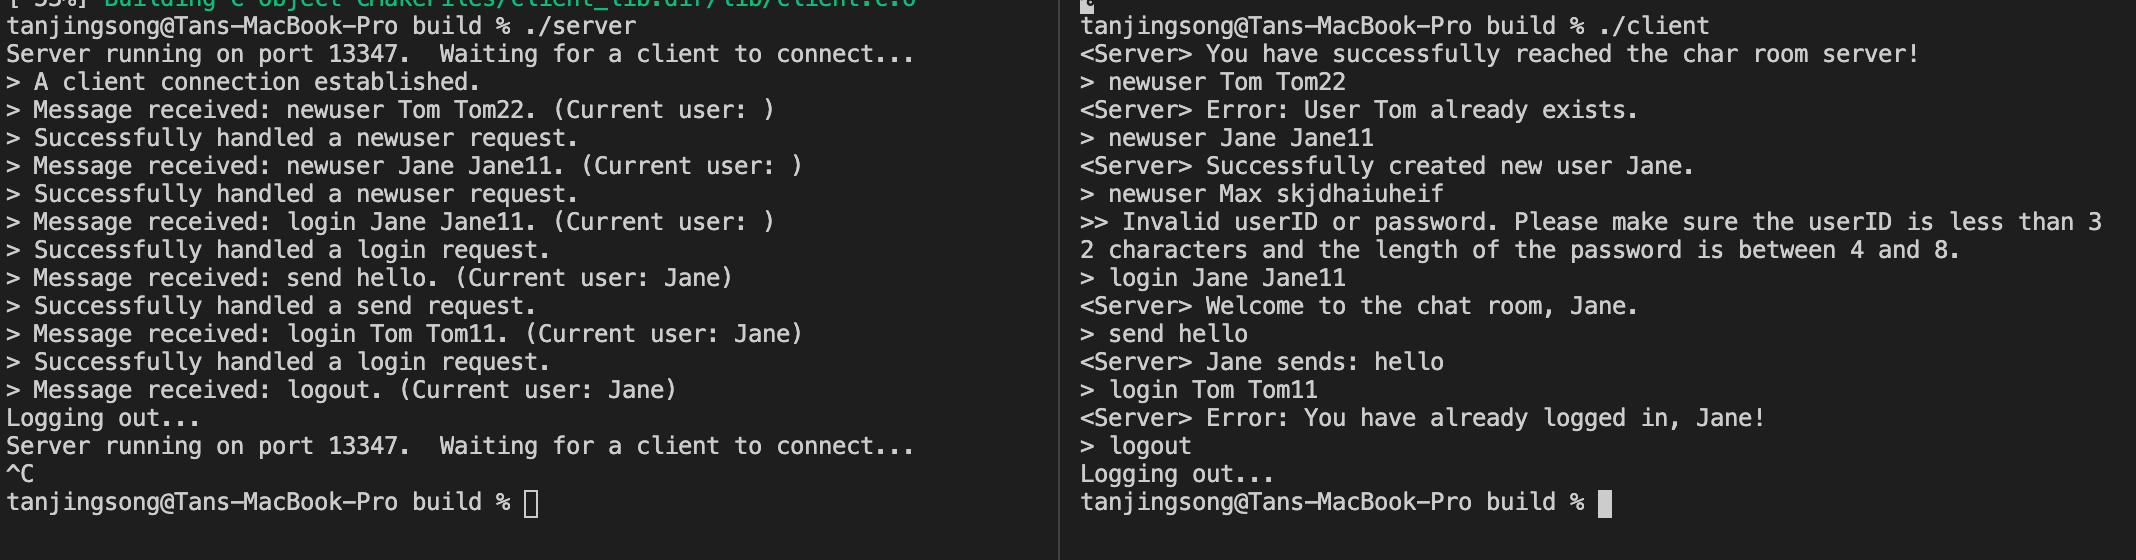 [ 93%] Building C object CMakeFiles/client_lib.dir/lib/client.c.o
tanjingsong@Tans-MacBook-Pro build % ./server
Server running on port 13347.  Waiting for a client to connect...
> A client connection established.
> Message received: newuser Tom Tom22. (Current user: )
> Successfully handled a newuser request.
> Message received: newuser Jane Jane11. (Current user: )
> Successfully handled a newuser request.
> Message received: login Jane Jane11. (Current user: )
> Successfully handled a login request.
> Message received: send hello. (Current user: Jane)
> Successfully handled a send request.
> Message received: login Tom Tom11. (Current user: Jane)
> Successfully handled a login request.
> Message received: logout. (Current user: Jane)
Logging out...
Server running on port 13347.  Waiting for a client to connect...
^C
tanjingsong@Tans-MacBook-Pro build %
%
tanjingsong@Tans-MacBook-Pro build % ./client
<Server> You have successfully reached the char room server!
> newuser Tom Tom22
<Server> Error: User Tom already exists.
> newuser Jane Jane11
<Server> Successfully created new user Jane.
> newuser Max skjdhaiuheif
>> Invalid userID or password. Please make sure the userID is less than 3
2 characters and the length of the password is between 4 and 8.
> login Jane Jane11
<Server> Welcome to the chat room, Jane.
> send hello
<Server> Jane sends: hello
> login Tom Tom11
<Server> Error: You have already logged in, Jane!
> logout
Logging out...
tanjingsong@Tans-MacBook-Pro build %